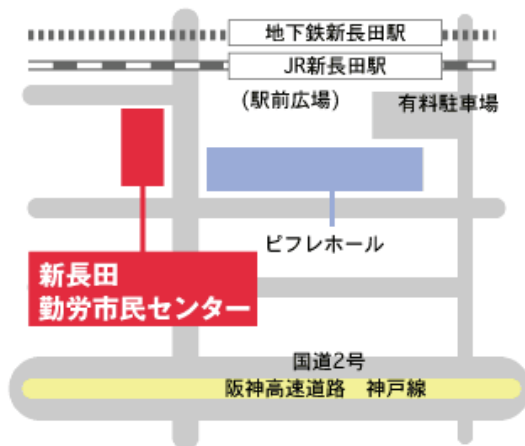 地下鉄新長田駅
JR新長田駅
(駅前広場)
有料駐車場
ピフレホール
新長田
勤労市民センター
国道2号
阪神高速道路　神戸線